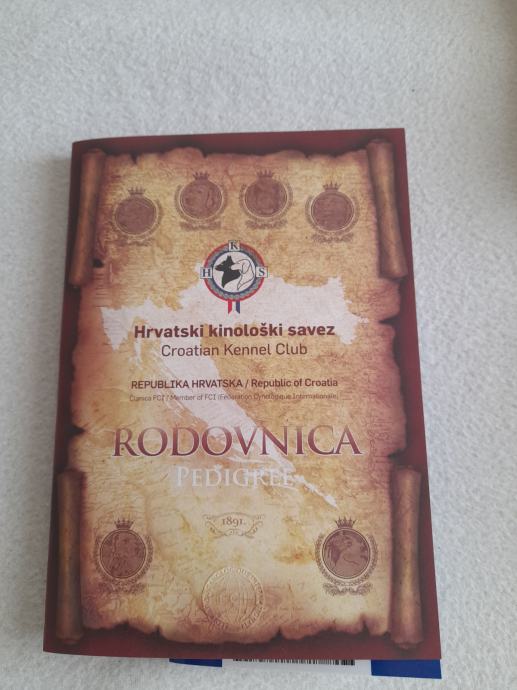 K
H S
Hrvatski kinološki savez
Croatian Kennel Club
REPUBLIKA HRVATSKA / Republic of Croatia
Članica FCI / Member of FCI (Federation Cynologique Internationale)
RODOVNICA
PEDIGREE
1891.